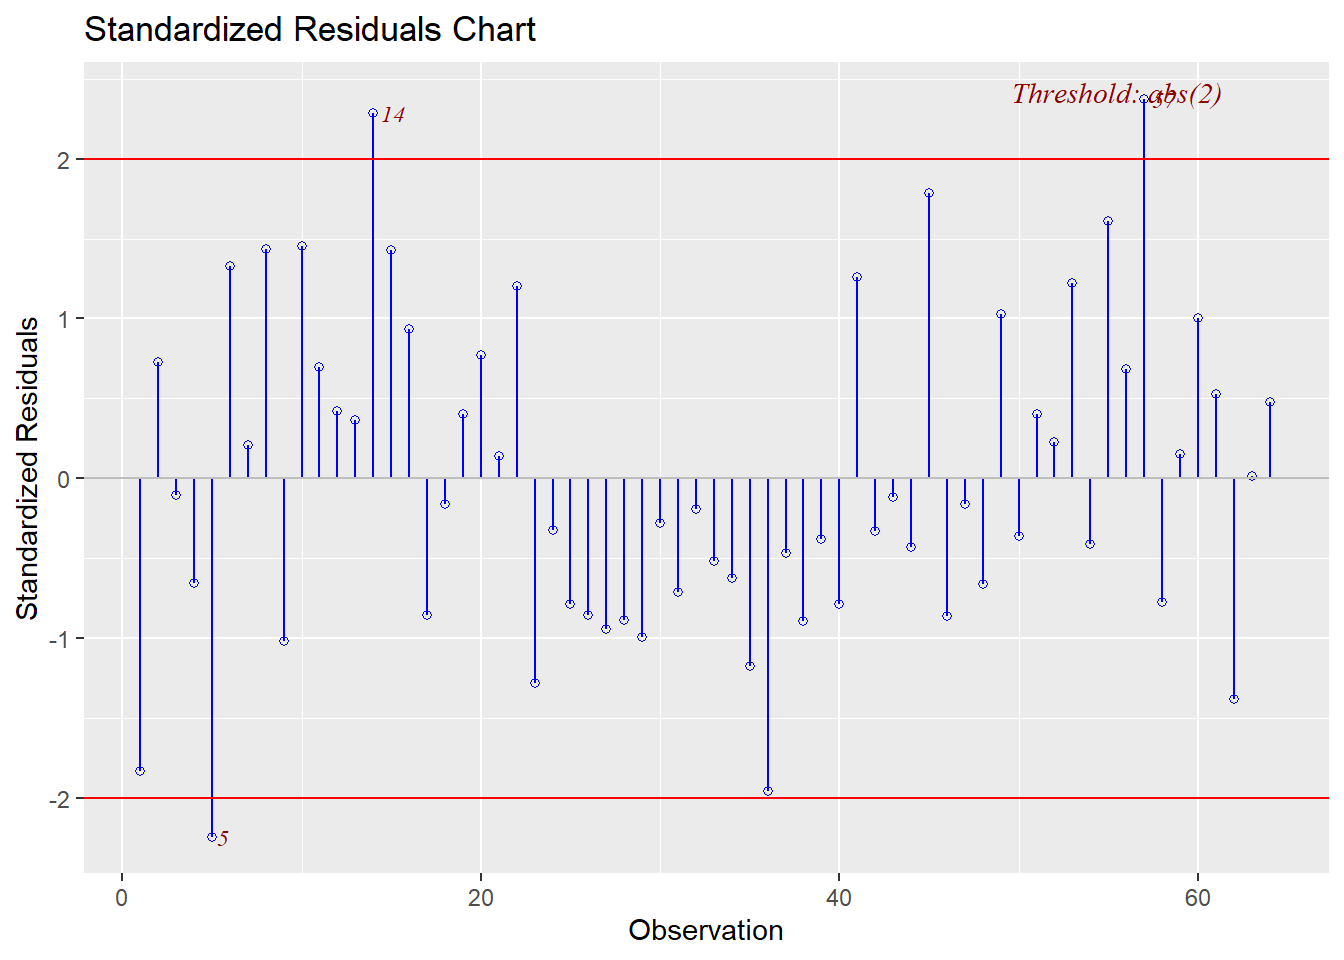 Standardized Residuals Chart
Threshold: abs(2)
57
14
2
1
0
-1
-2
5
Standardized Residuals
0 20 40 60
Observation